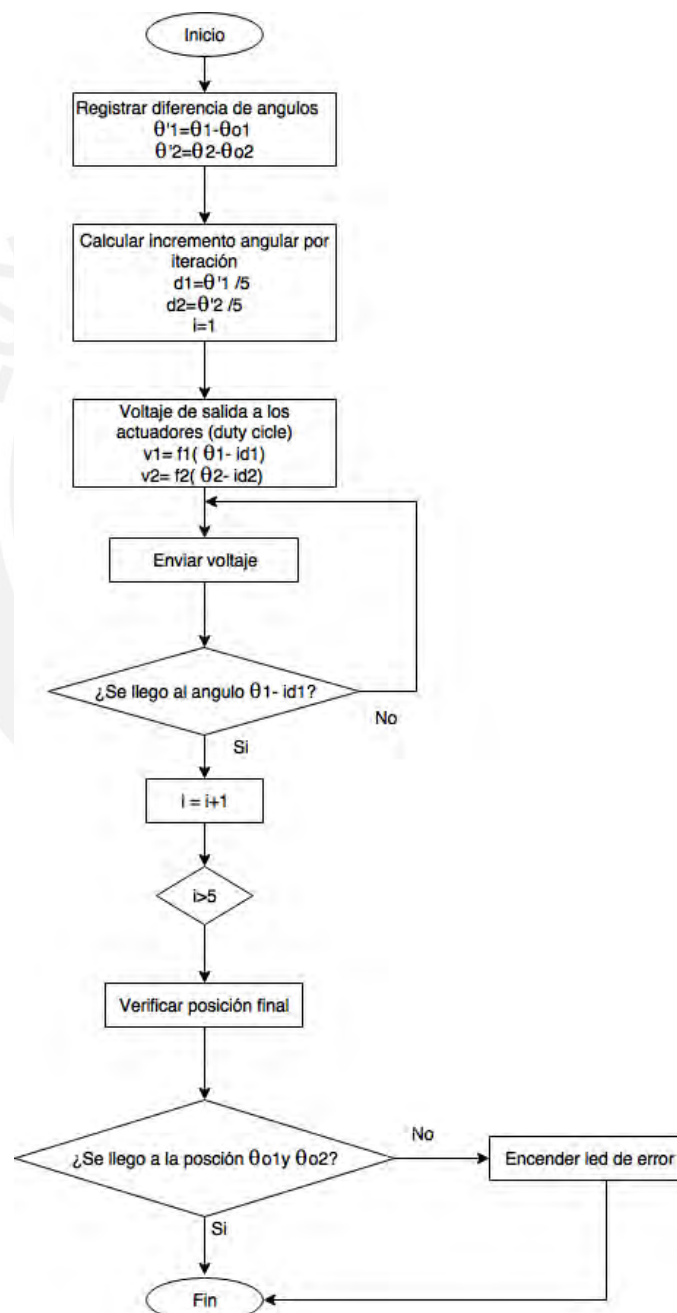 Inicio
Registrar diferencia de angulos
θ'1=θ1-θo1
θ'2=θ2-θo2
Calcular incremento angular por
iteración
d1=θ'1 /5
d2=θ'2 /5
i=1
Voltaje de salida a los
actuadores (duty cicle)
v1= f1( θ1- id1)
v2= f2( θ2- id2)
Enviar voltaje
¿Se llego al angulo θ1- id1?
No
Si
I = i+1
i>5
Verificar posición final
¿Se llego a la posción θo1y θo2?
No
Encender led de error
Si
Fin